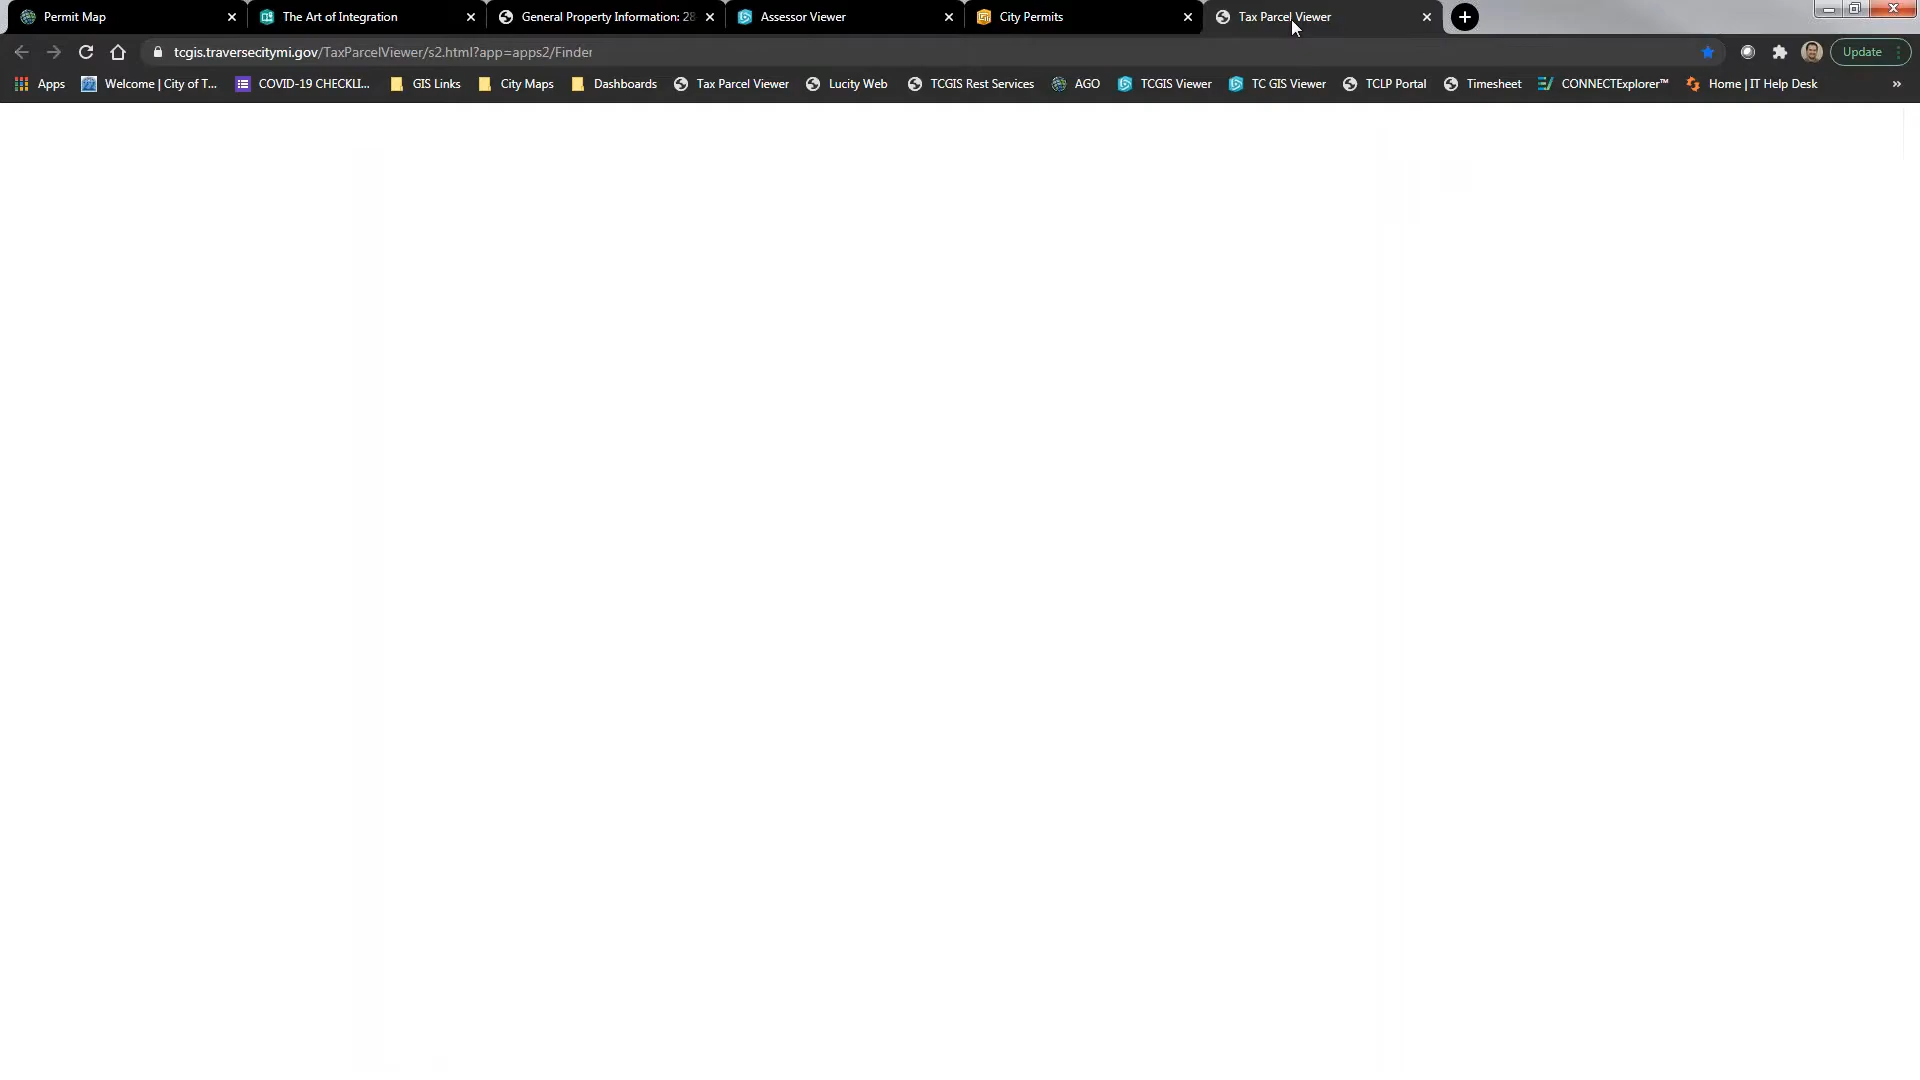 Permit Map
The Art of Integration
General Property Information: 28
Assessor Viewer
City Permits
Tax Parcel Viewer
tcgis.traversecitymi.gov/TaxParcelViewer/s2.html?app=apps2/Finder
Update
Apps
Welcome | City of T...
COVID-19 CHECKLI...
GIS Links
City Maps
Dashboards
Tax Parcel Viewer
Lucity Web
TCGIS Rest Services
AGO
TCGIS Viewer
TC GIS Viewer
TCLP Portal
Timesheet
CONNECTExplorer™
Home | IT Help Desk
»